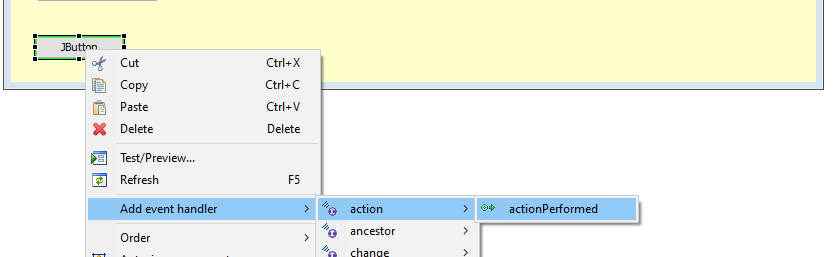 JButton
Cut Ctrl+X
Copy Ctrl+C
Paste Ctrl+V
Delete Delete
Test/Preview...
Refresh F5
Add event handler action actionPerformed
ancestor
Order
change